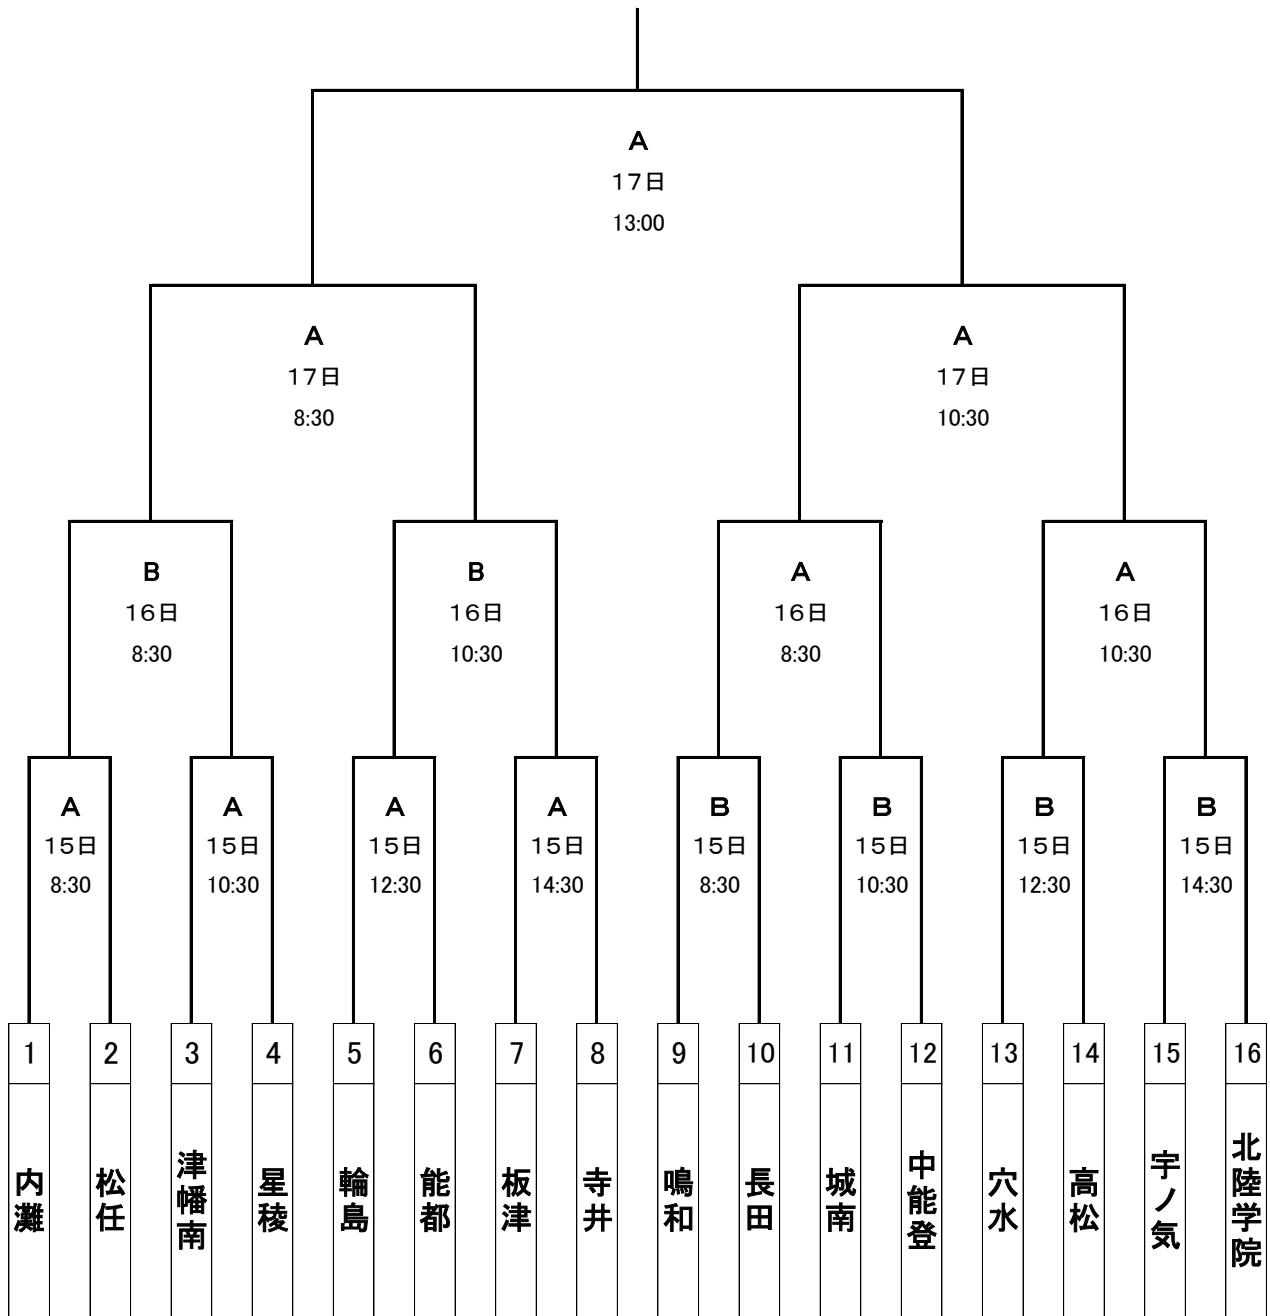 A
17日
13:00
A
17日
8:30
A
17日
10:30
B
16日
8:30
B
16日
10:30
A
16日
8:30
A
16日
10:30
A
15日
8:30
A
15日
10:30
A
15日
12:30
A
15日
14:30
B
15日
8:30
B
15日
10:30
B
15日
12:30
B
15日
14:30
1
2
3
4
5
6
7
8
9
10
11
12
13
14
15
16
内灘
松任
津幡南
星稜
輪島
能都
板津
寺井
鳴和
長田
城南
中能登
穴水
高松
宇ノ気
北陸学院